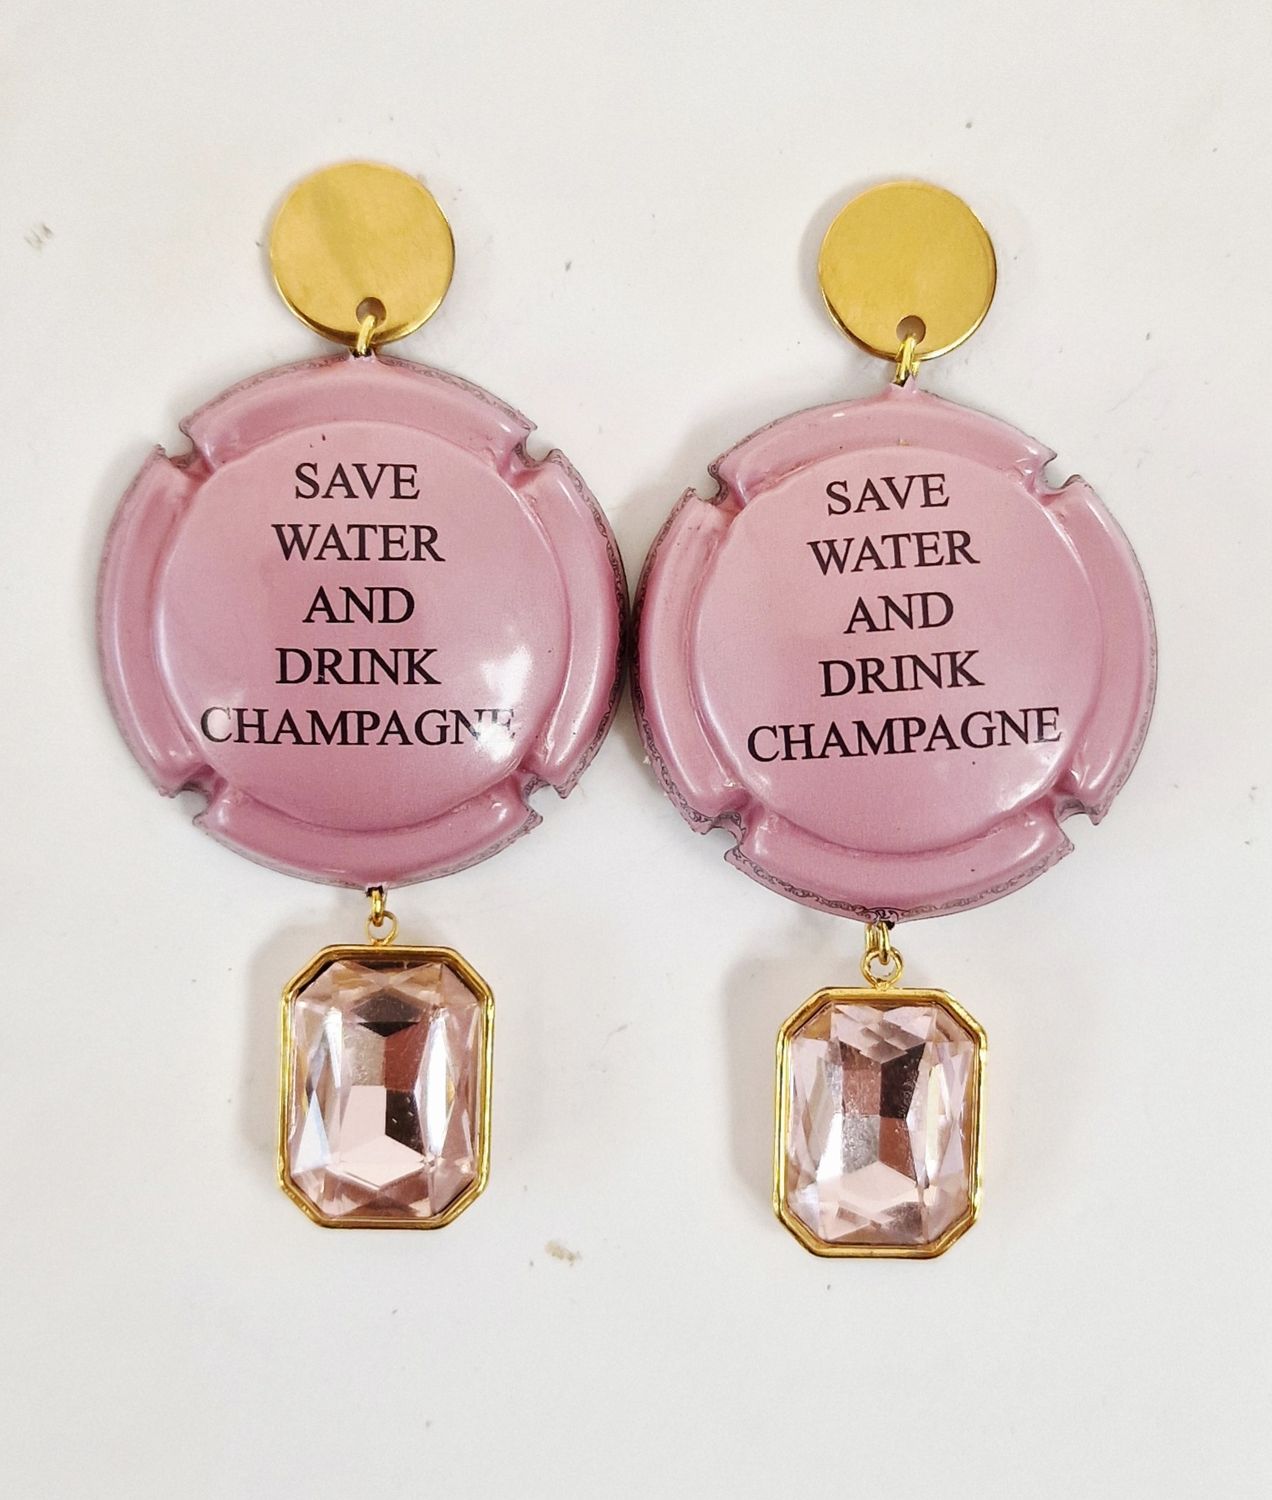 SAVE
WATER
AND
DRINK
CHAMPAGNE
SAVE
WATER
AND
DRINK
CHAMPAGNE